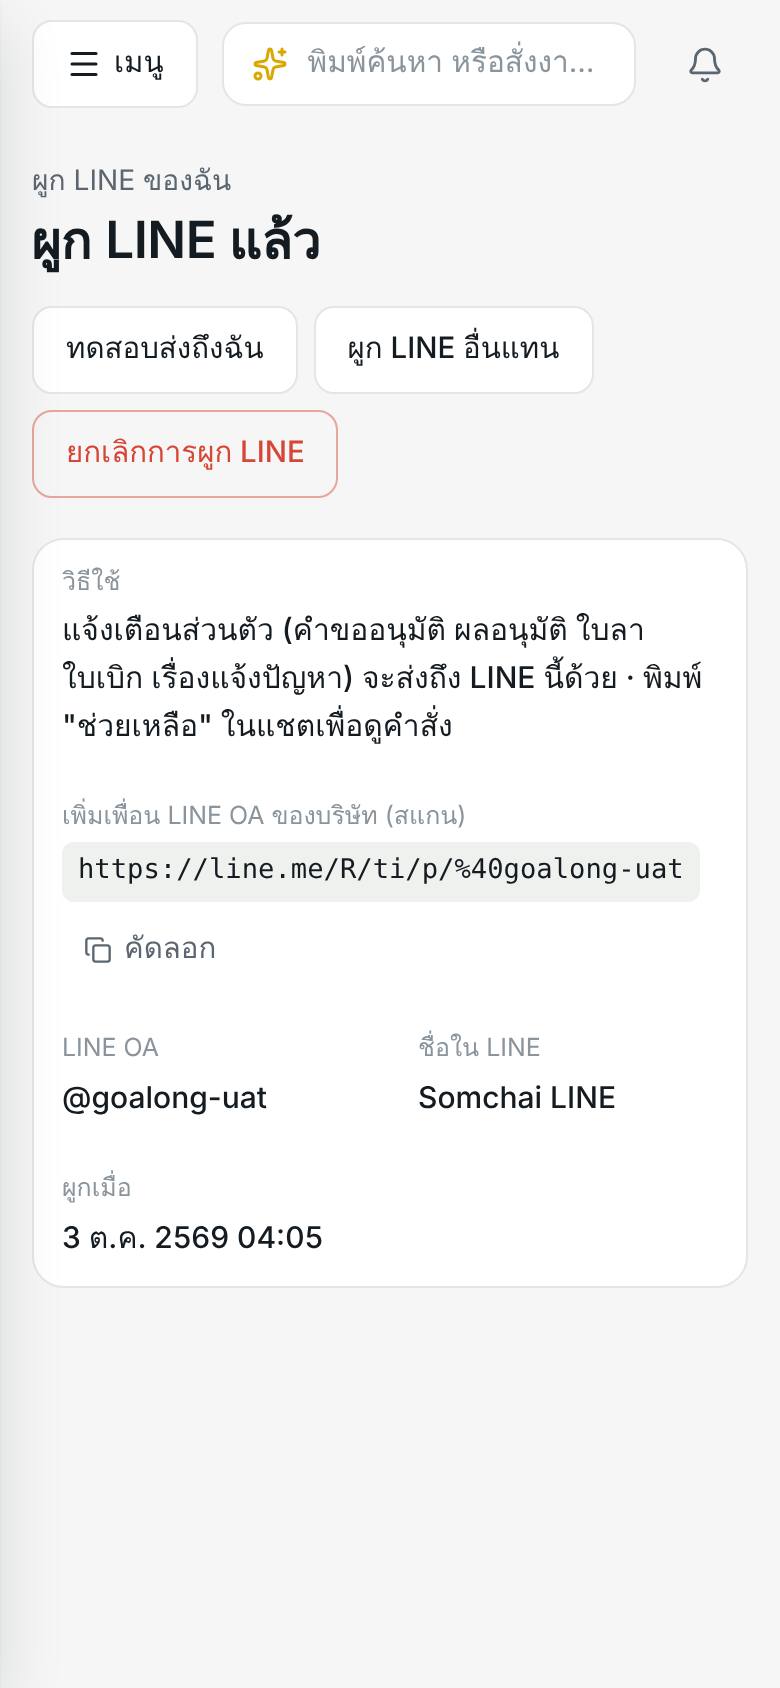 เมนู
พิมพ์ค้นหา หรือสั่งงา...
ผูก LINE ของฉัน
ผูก LINE แล้ว
ทดสอบส่งถึงฉัน
ผูก LINE อื่นแทน
ยกเลิกการผูก LINE
วิธีใช้
แจ้งเตือนส่วนตัว (คำขออนุมัติ ผลอนุมัติ ใบลา
ใบเบิก เรื่องแจ้งปัญหา) จะส่งถึง LINE นี้ด้วย · พิมพ์
"ช่วยเหลือ" ในแชตเพื่อดูคำสั่ง
เพิ่มเพื่อน LINE OA ของบริษัท (สแกน)
https://line.me/R/ti/p/%40goalong-uat
คัดลอก
LINE OA
ชื่อใน LINE
@goalong-uat
Somchai LINE
ผูกเมื่อ
3 ต.ค. 2569 04:05